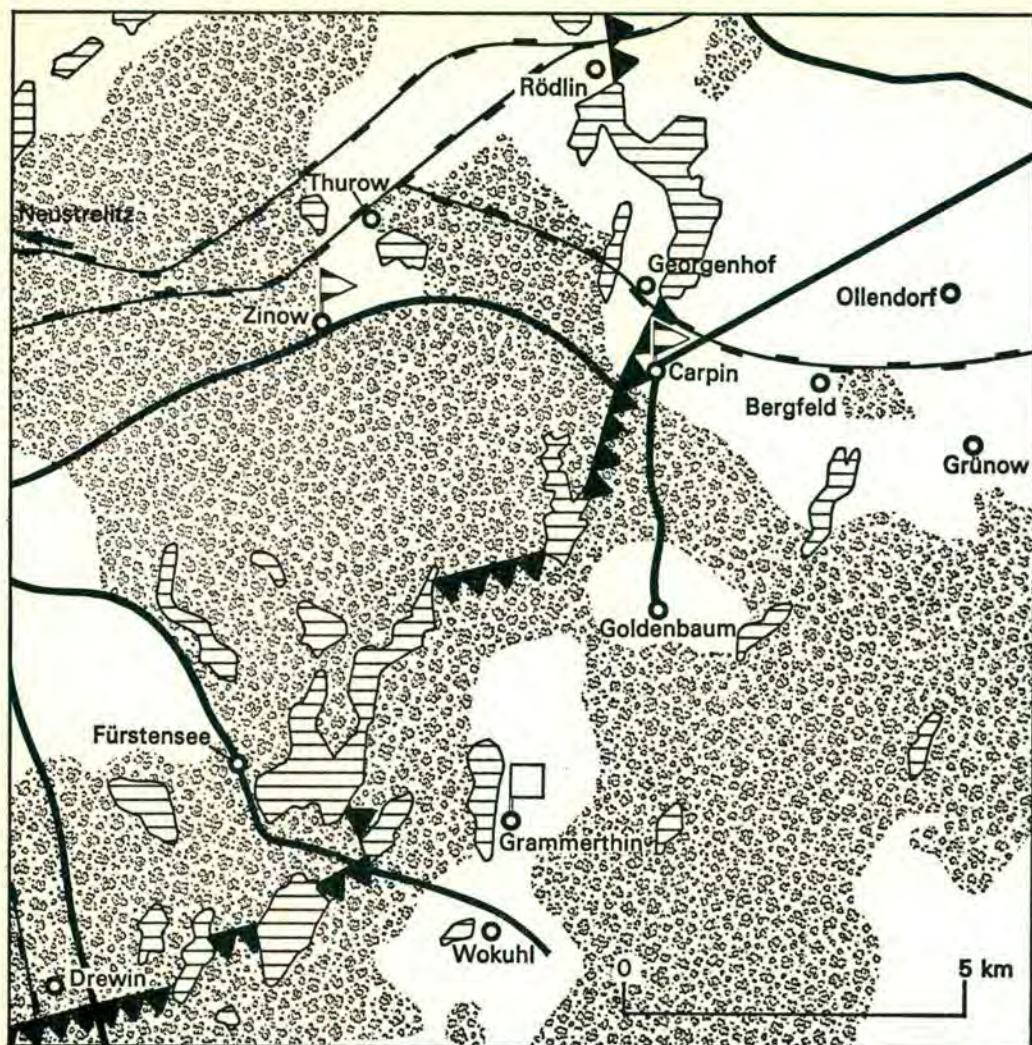 Rödlin
Thurow
Neustrelitz
Georgenhof
Ollendorf
Zinow
Carpin
Bergfeld
Grünow
Goldenbaum
Fürstensee
Grammerthin
Wokuhl
Drewin
0 5 km